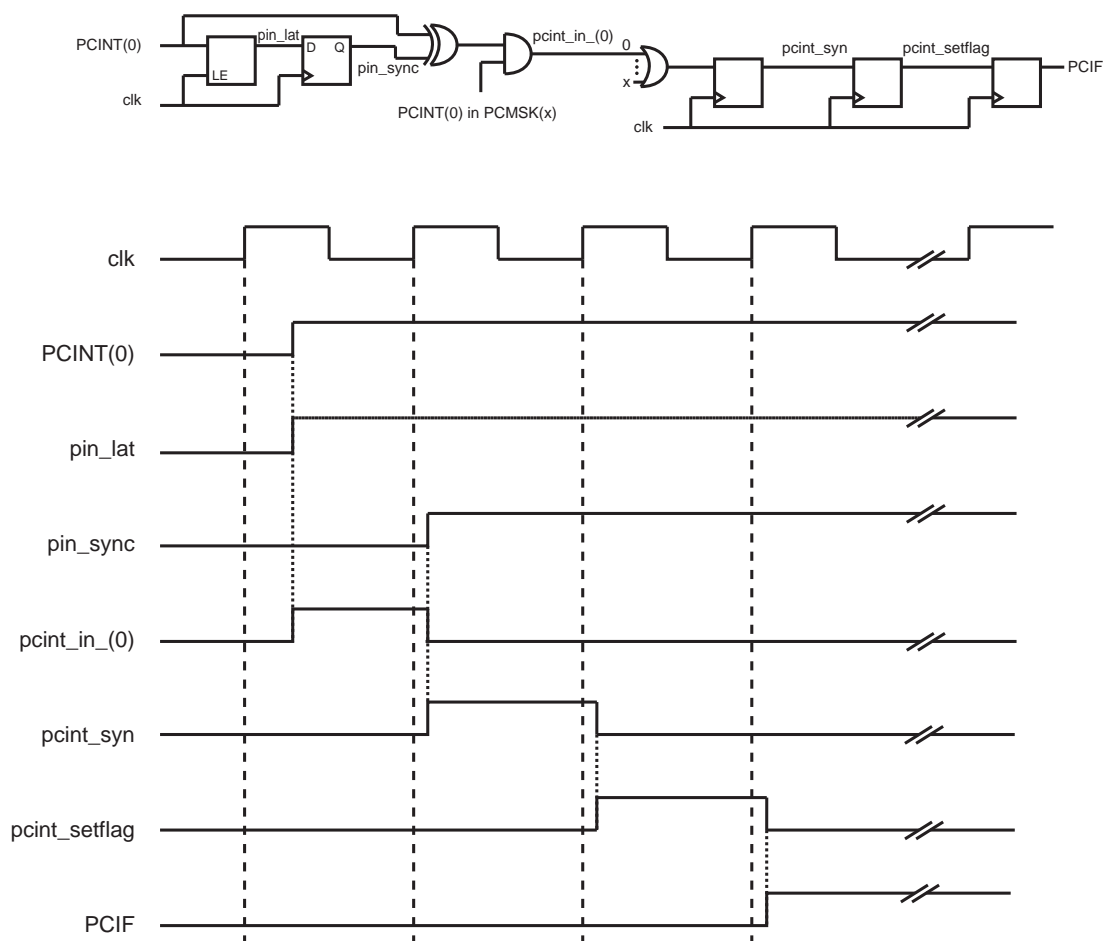 PCINT(0)
pin_lat
D Q
LE
pin_sync
clk
pcint_in_(0)
0
x
PCINT(0) in PCMSK(x)
pcint_syn
pcint_setflag
PCIF
clk
clk
PCINT(0)
pin_lat
pin_sync
pcint_in_(0)
pcint_syn
pcint_setflag
PCIF